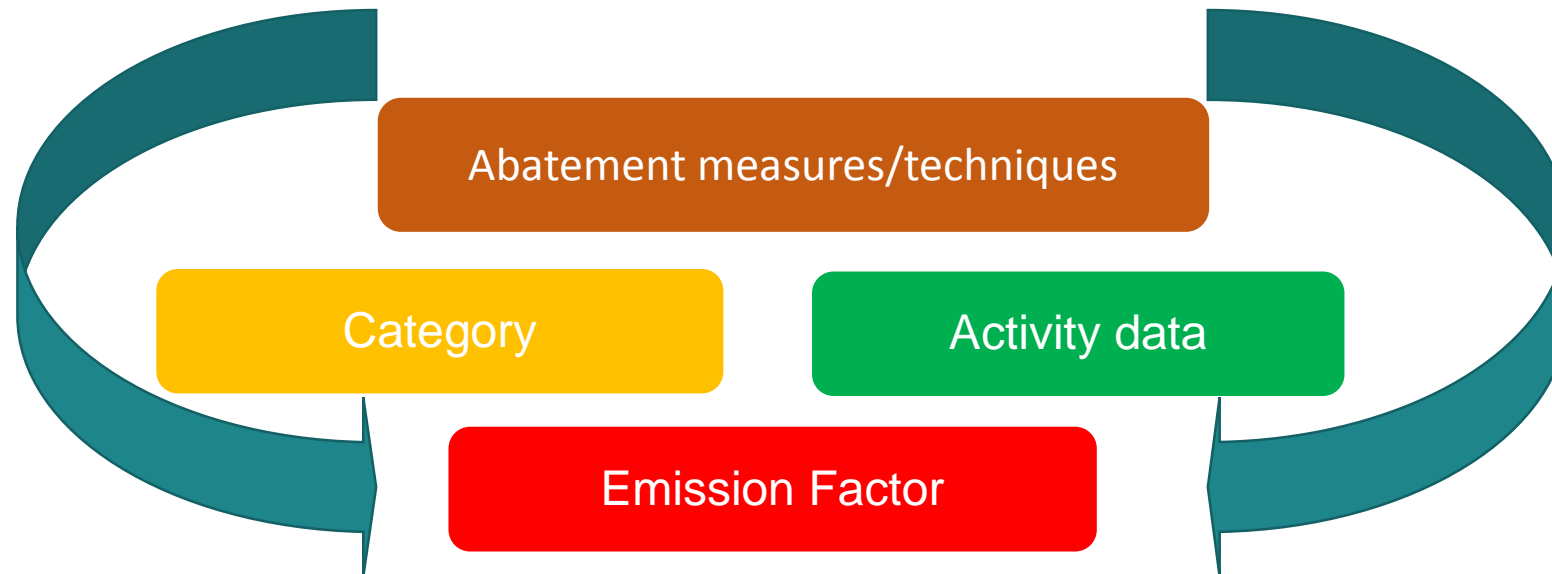 Abatement measures/techniques
Category
Activity data
Emission Factor